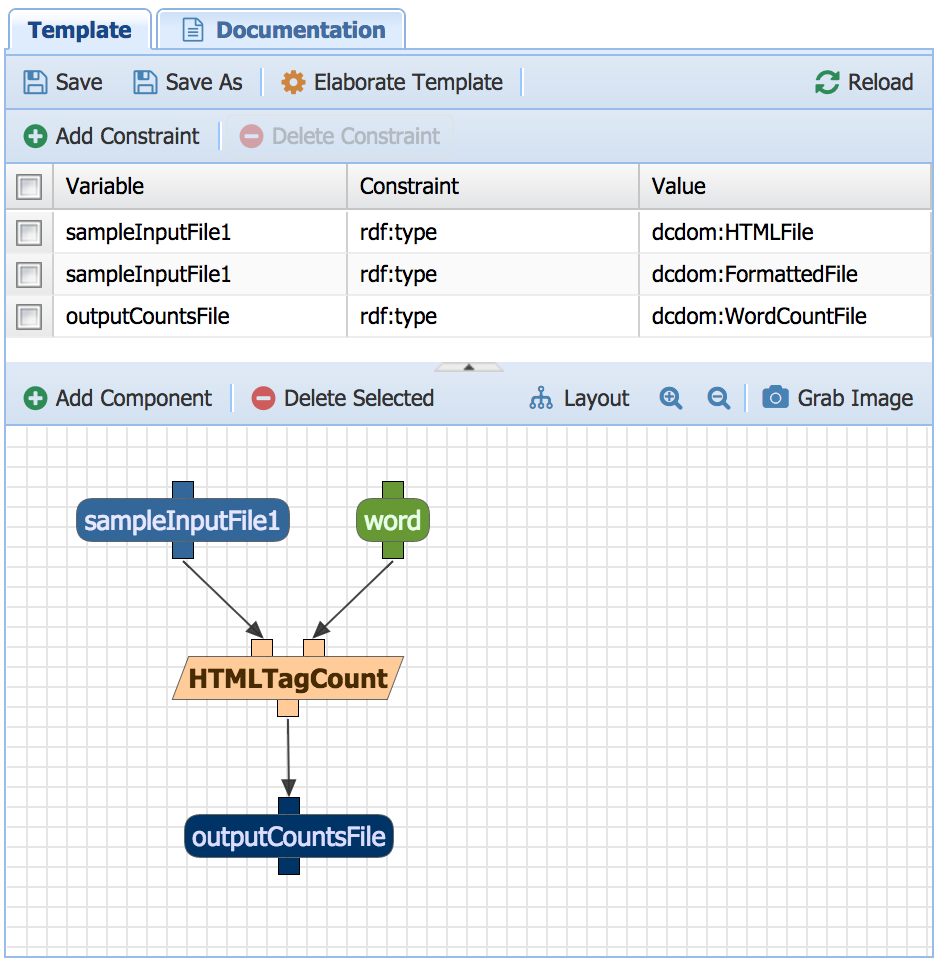 Template Documentation
Save Save As Elaborate Template Reload
Add Constraint Delete Constraint
Variable Constraint Value
sampleInputFile1 rdf:type dcdom:HTMLFile
sampleInputFile1 rdf:type dcdom:FormattedFile
outputCountsFile rdf:type dcdom:WordCountFile
Add Component Delete Selected Layout Grab Image
sampleInputFile1 word
HTMLTagCount
outputCountsFile